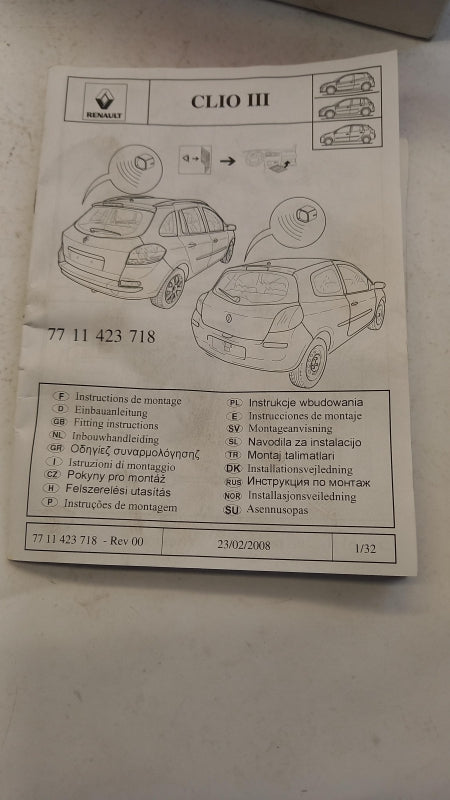 RENAULT
CLIO III
77 11 423 718
F Instructions de montage
D Einbauanleitung
GB Fitting instructions
NL Inbouwhandleiding
GR Οδηγίες συναρμολόγησης
I Istruzioni di montaggio
CZ Pokyny pro montáž
H Felszerelési utasítás
P Instruções de montagem
PL Instrukcje wbudowania
E Instrucciones de montaje
SV Montageanvisning
SL Navodila za instalacijo
TR Montaj talimatlari
DK Installationsvejledning
RUS Инструкция по монтаж
NOR Installasjonsveiledning
SU Asennusopas
77 11 423 718 - Rev 00
23/02/2008
1/32